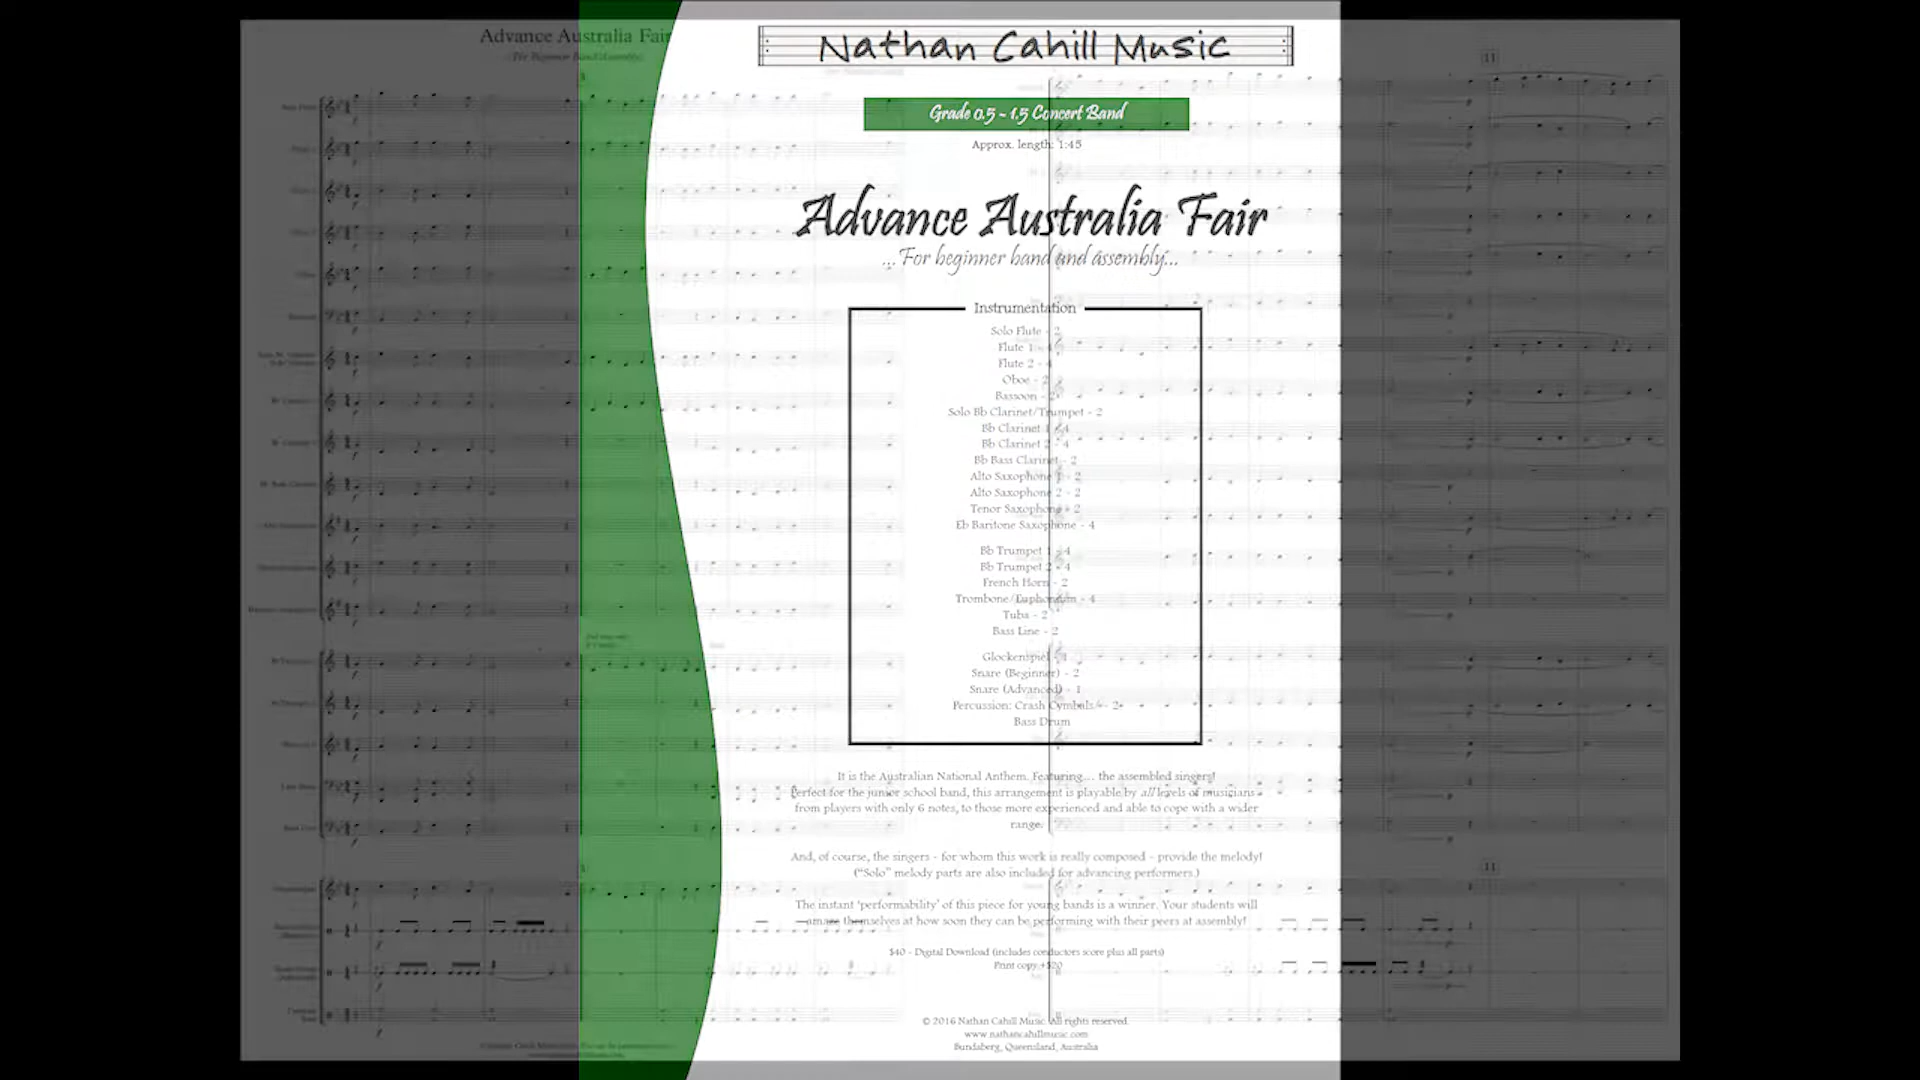 Nathan Cahill Music
Grade 0.5 ~ 1.5 Concert Band
Approx. length: 1:45
Advance Australia Fair
...For beginner band and assembly...
Instrumentation
Solo Flute - 2
Flute 1 - 4
Flute 2 - 4
Oboe - 2
Bassoon - 2
Solo Bb Clarinet/Trumpet - 2
Bb Clarinet 1 - 4
Bb Clarinet 2 - 4
Bb Bass Clarinet - 2
Alto Saxophone 1 - 2
Alto Saxophone 2 - 2
Tenor Saxophone - 2
Eb Baritone Saxophone - 4
Bb Trumpet 1 - 4
Bb Trumpet 2 - 4
French Horn - 2
Trombone/Euphonium - 4
Tuba - 2
Bass Line - 2
Glockenspiel - 1
Snare (Beginner) - 2
Snare (Advanced) - 1
Percussion: Crash Cymbals - 2
Bass Drum
It is the Australian National Anthem. Featuring... the assembled singers!
Perfect for the junior school band, this arrangement is playable by all levels of musicians -
from players with only 6 notes, to those more experienced and able to cope with a wider
range.
And, of course, the singers - for whom this work is really composed - provide the melody!
("Solo" melody parts are also included for advancing performers.)
The instant 'performability' of this piece for young bands is a winner. Your students will
amaze themselves at how soon they can be performing with their peers at assembly!
$40 - Digital Download (includes conductors score plus all parts)
Print copy +$20
© 2016 Nathan Cahill Music. All rights reserved.
www.nathancahillmusic.com
Bundaberg, Queensland, Australia
Advance Australia Fair
(For Beginner Band/Assembly)
11
11